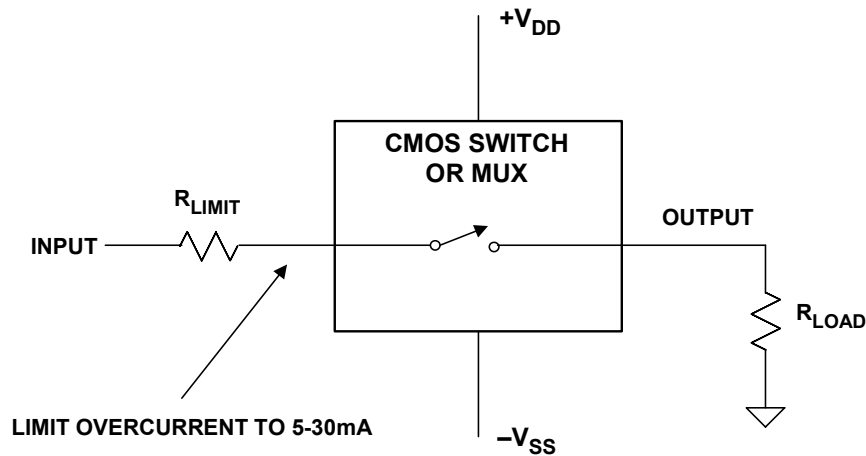 +VDD
CMOS SWITCH
OR MUX
RLIMIT
INPUT
OUTPUT
RLOAD
LIMIT OVERCURRENT TO 5-30mA
–VSS